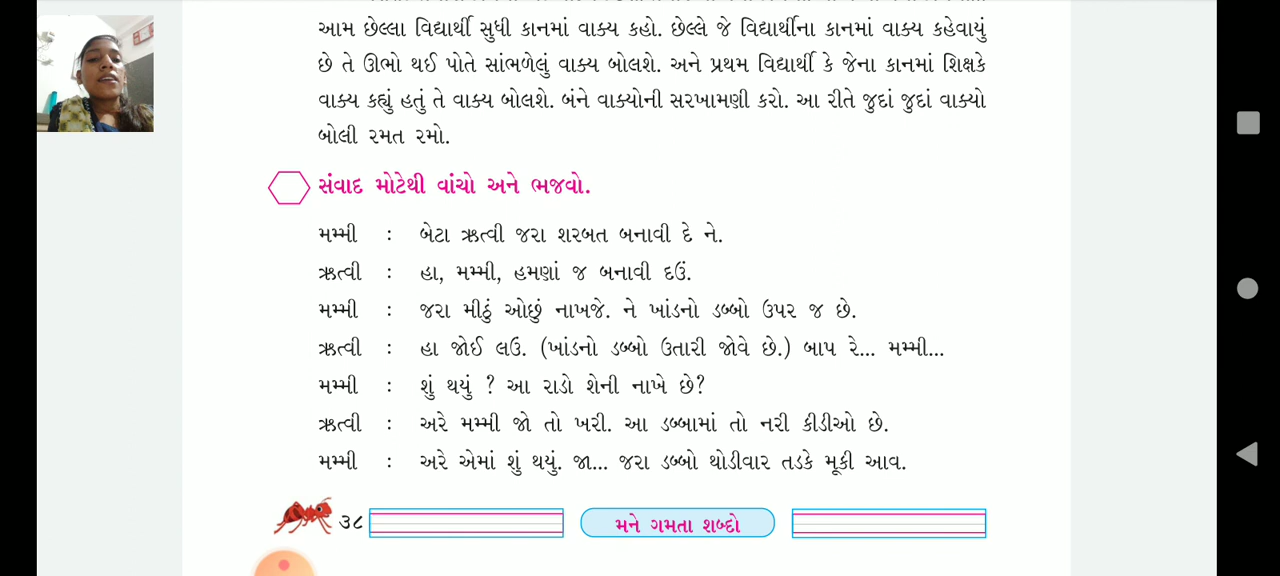 આમ છેલ્લા વિદ્યાર્થી સુધી કાનમાં વાક્ય કહો. છેલ્લે જે વિદ્યાર્થીના કાનમાં વાક્ય કહેવાયું
છે તે ઊભો થઈ પોતે સાંભળેલું વાક્ય બોલશે. અને પ્રથમ વિદ્યાર્થી કે જેના કાનમાં શિક્ષકે
વાક્ય કહ્યું હતું તે વાક્ય બોલશે. બંને વાક્યોની સરખામણી કરો. આ રીતે જુદાં જુદાં વાક્યો
બોલી રમત રમો.
સંવાદ મોટેથી વાંચો અને ભજવો.
મમ્મી : બેટા ઋત્વી જરા શરબત બનાવી દે ને.
ઋત્વી : હા, મમ્મી, હમણાં જ બનાવી દઉં.
મમ્મી : જરા મીઠું ઓછું નાખજે. ને ખાંડનો ડબ્બો ઉપર જ છે.
ઋત્વી : હા જોઈ લઉ. (ખાંડનો ડબ્બો ઉતારી જોવે છે.) બાપ રે... મમ્મી...
મમ્મી : શું થયું ? આ રાડો શેની નાખે છે?
ઋત્વી : અરે મમ્મી જો તો ખરી. આ ડબ્બામાં તો નરી કીડીઓ છે.
મમ્મી : અરે એમાં શું થયું. જા... જરા ડબ્બો થોડીવાર તડકે મૂકી આવ.
૩૮ મને ગમતા શબ્દો